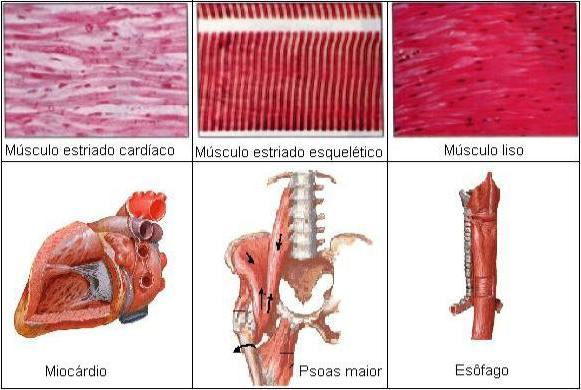 Músculo estriado cardíaco
Músculo estriado esquelético
Músculo liso
Miocárdio
Psoas maior
Esôfago